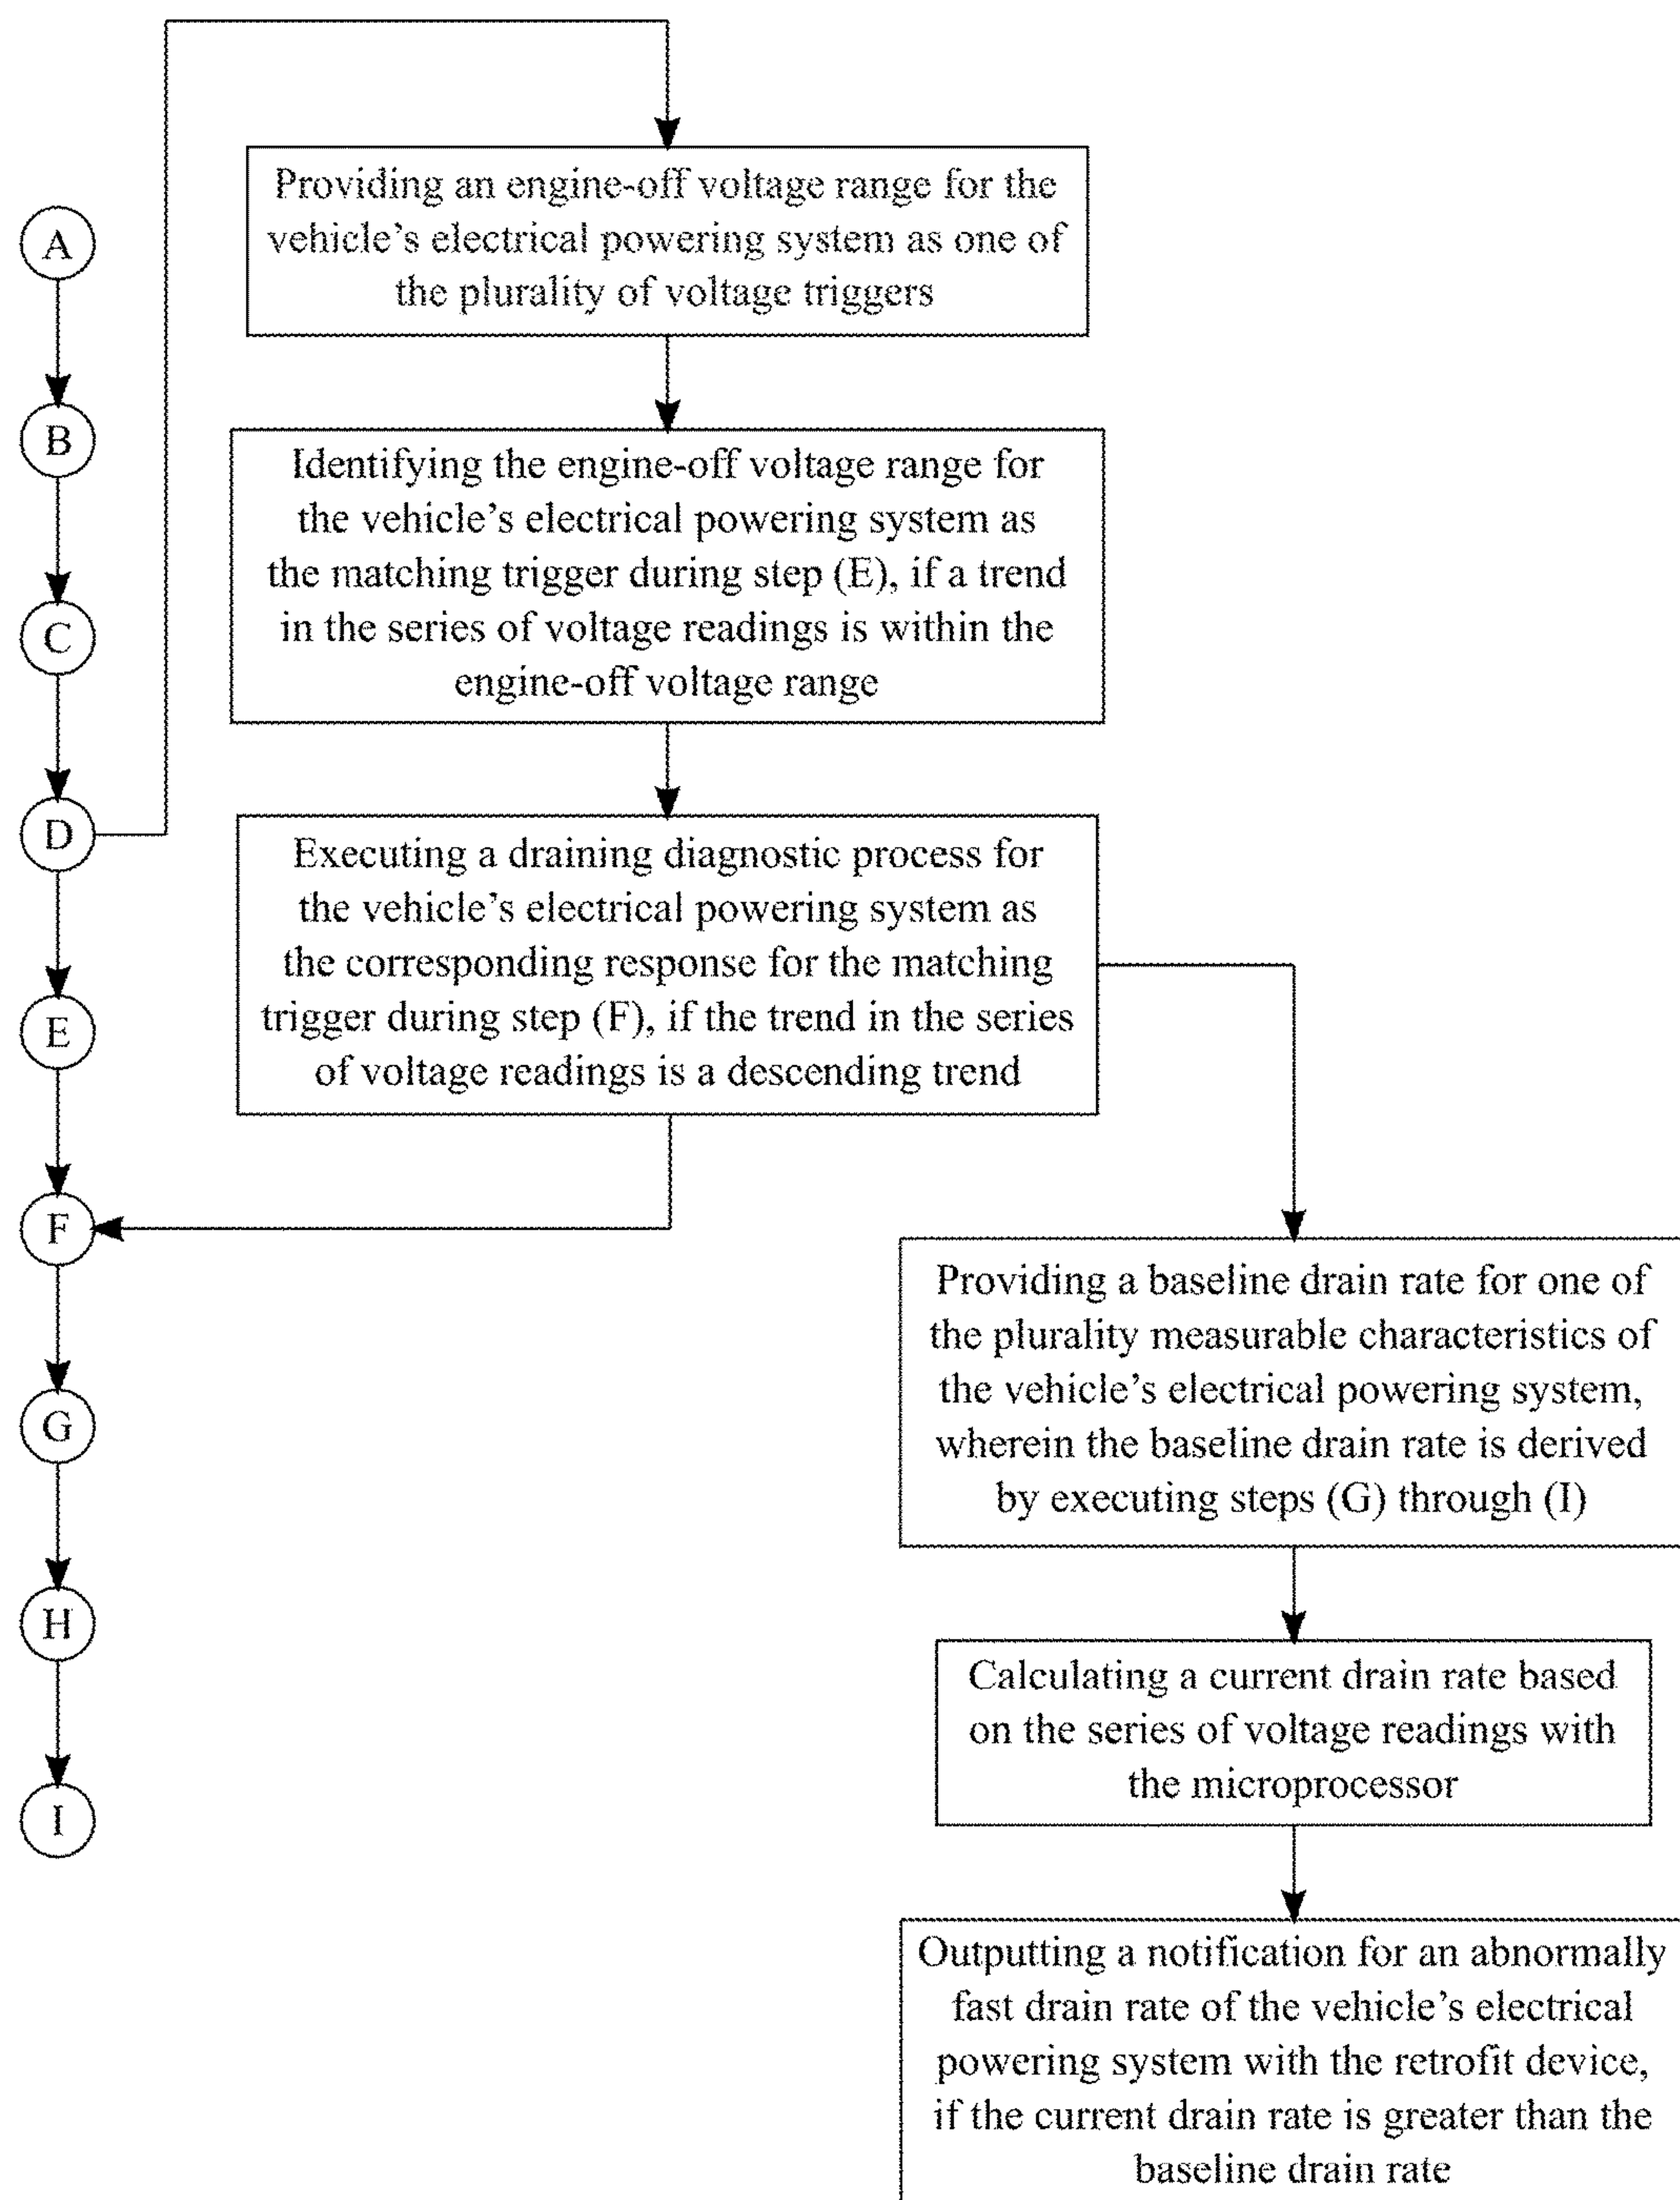 A
B
C
D
E
F
G
H
I
Providing an engine-off voltage range for the
vehicle's electrical powering system as one of
the plurality of voltage triggers
Identifying the engine-off voltage range for
the vehicle's electrical powering system as
the matching trigger during step (E), if a trend
in the series of voltage readings is within the
engine-off voltage range
Executing a draining diagnostic process for
the vehicle's electrical powering system as
the corresponding response for the matching
trigger during step (F), if the trend in the series
of voltage readings is a descending trend
Providing a baseline drain rate for one of
the plurality measurable characteristics of
the vehicle's electrical powering system,
wherein the baseline drain rate is derived
by executing steps (G) through (I)
Calculating a current drain rate based
on the series of voltage readings with
the microprocessor
Outputting a notification for an abnormally
fast drain rate of the vehicle's electrical
powering system with the retrofit device,
if the current drain rate is greater than the
baseline drain rate